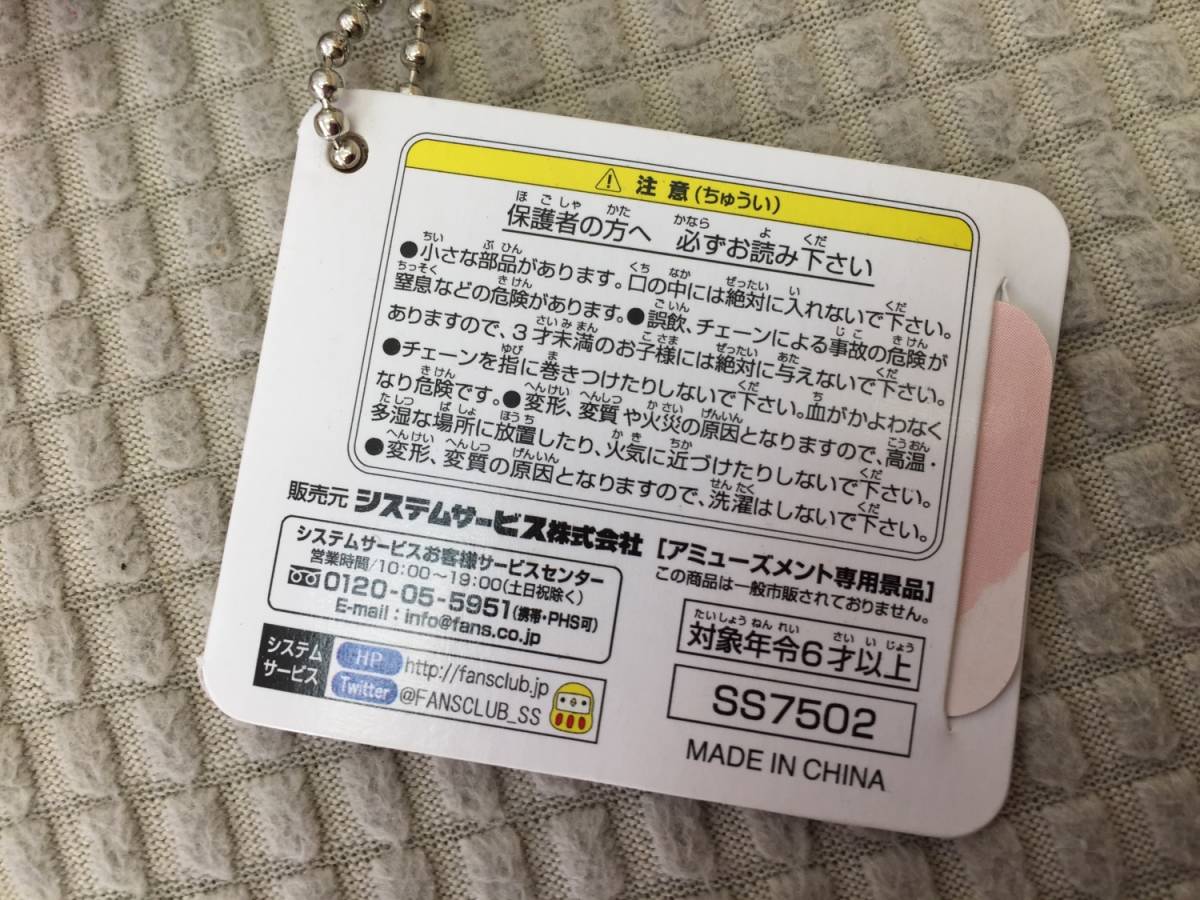 ⚠ 注意(ちゅうい)
保護者の方へ 必ずお読み下さい
●小さな部品があります。口の中には絶対に入れないで下さい。
窒息などの危険があります。●誤飲、チェーンによる事故の危険が
ありますので、3才未満のお子様には絶対に与えないで下さい。
●チェーンを指に巻きつけたりしないで下さい。血がかよわなく
なり危険です。●変形、変質や火災の原因となりますので、高温・
多湿な場所に放置したり、火気に近づけたりしないで下さい。
●変形、変質の原因となりますので、洗濯はしないで下さい。
販売元 システムサービス株式会社
システムサービスお客様サービスセンター
営業時間/10:00〜19:00(土日祝除く)
0120-05-5951(携帯・PHS可)
E-mail:info@fans.co.jp
システムサービス
HP http://fansclub.jp
Twitter @FANSCLUB_SS
[アミューズメント専用景品]
この商品は一般市販されておりません。
対象年令6才以上
SS7502
MADE IN CHINA